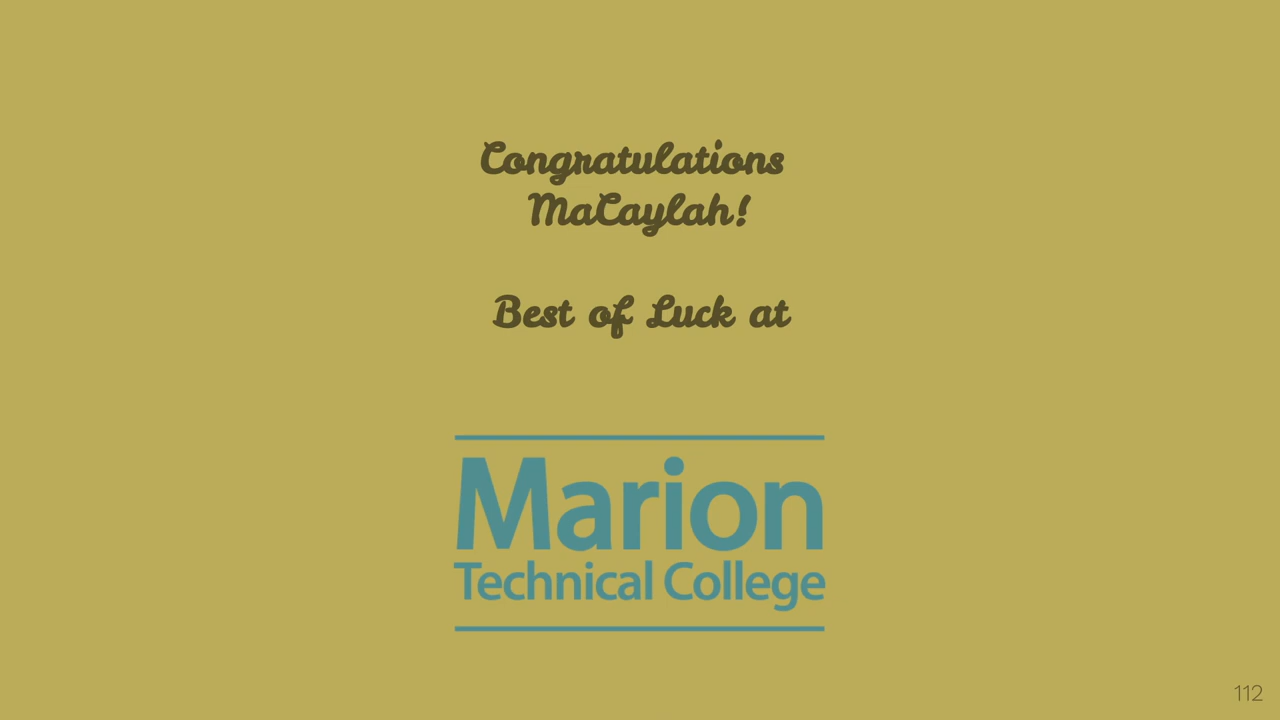 Congratulations
MaCaylah!
Best of Luck at
Marion
Technical College
112